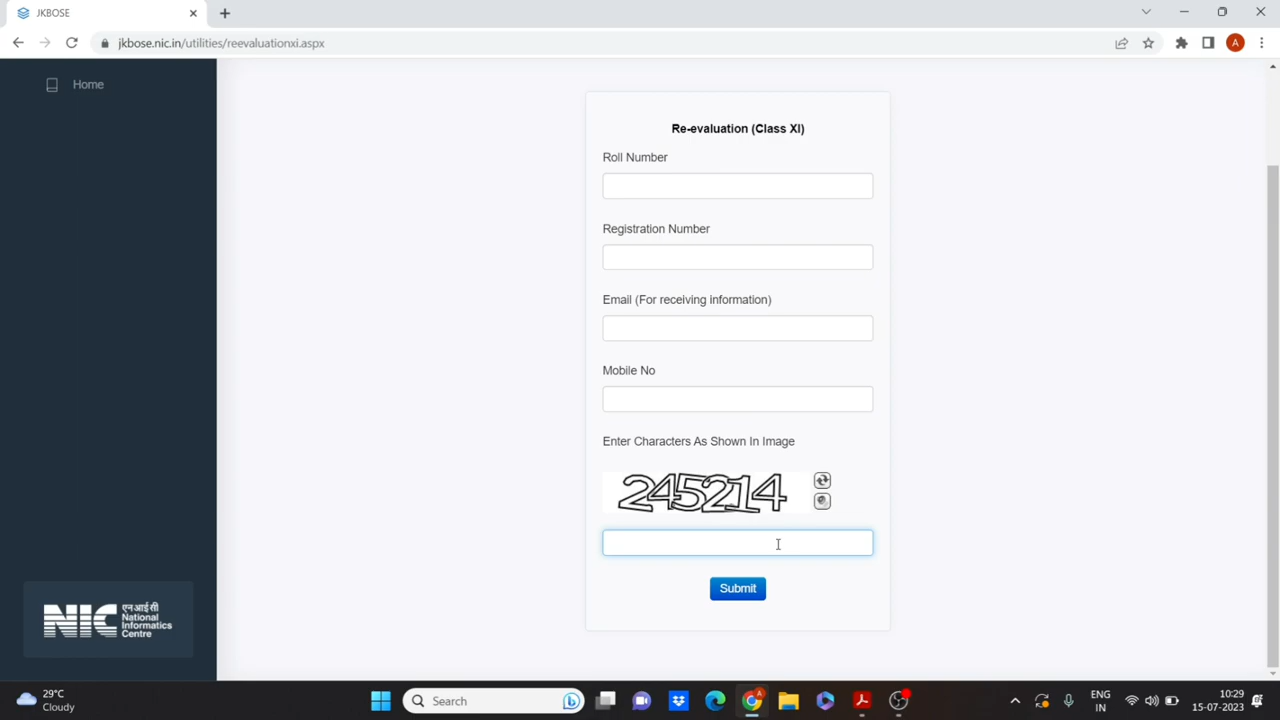 JKBOSE
jkbose.nic.in/utilities/reevaluationxi.aspx
A
Home
Re-evaluation (Class XI)
Roll Number
Registration Number
Email (For receiving information)
Mobile No
Enter Characters As Shown In Image
245214
Submit
NIC
एन आई सी
National
Informatics
Centre
29°C
Cloudy
Search
ENG
IN
10:29
15-07-2023